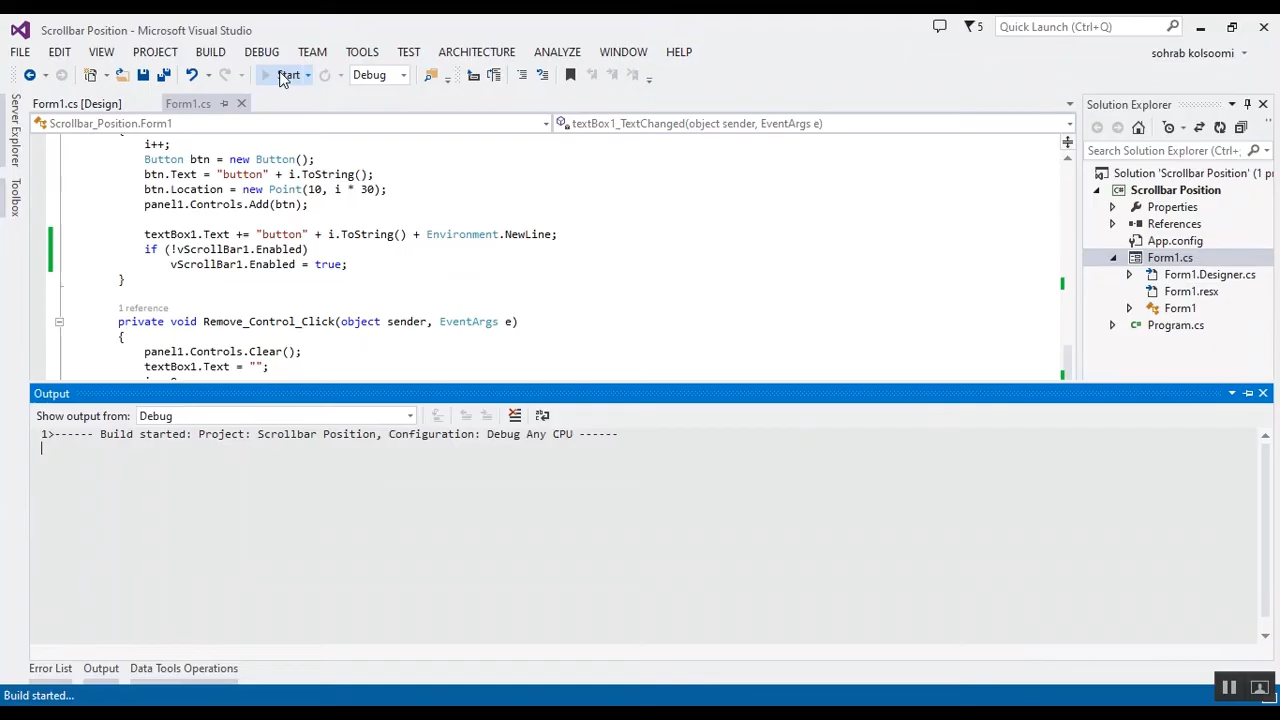 Scrollbar Position - Microsoft Visual Studio
5
Quick Launch (Ctrl+Q)
FILE EDIT VIEW PROJECT BUILD DEBUG TEAM TOOLS TEST ARCHITECTURE ANALYZE WINDOW HELP
sohrab kolsoomi
Start Debug
Form1.cs [Design] Form1.cs
Scrollbar_Position.Form1 textBox1_TextChanged(object sender, EventArgs e)
Server Explorer
Toolbox
{
i++;
Button btn = new Button();
btn.Text = "button" + i.ToString();
btn.Location = new Point(10, i * 30);
panel1.Controls.Add(btn);
textBox1.Text += "button" + i.ToString() + Environment.NewLine;
if (!vScrollBar1.Enabled)
vScrollBar1.Enabled = true;
}
1 reference
private void Remove_Control_Click(object sender, EventArgs e)
{
panel1.Controls.Clear();
textBox1.Text = "";
Solution Explorer
Search Solution Explorer (Ctrl+;
Solution 'Scrollbar Position' (1 pr
Scrollbar Position
Properties
References
App.config
Form1.cs
Form1.Designer.cs
Form1.resx
Form1
Program.cs
Output
Show output from: Debug
1>------ Build started: Project: Scrollbar Position, Configuration: Debug Any CPU ------
Error List Output Data Tools Operations
Build started...